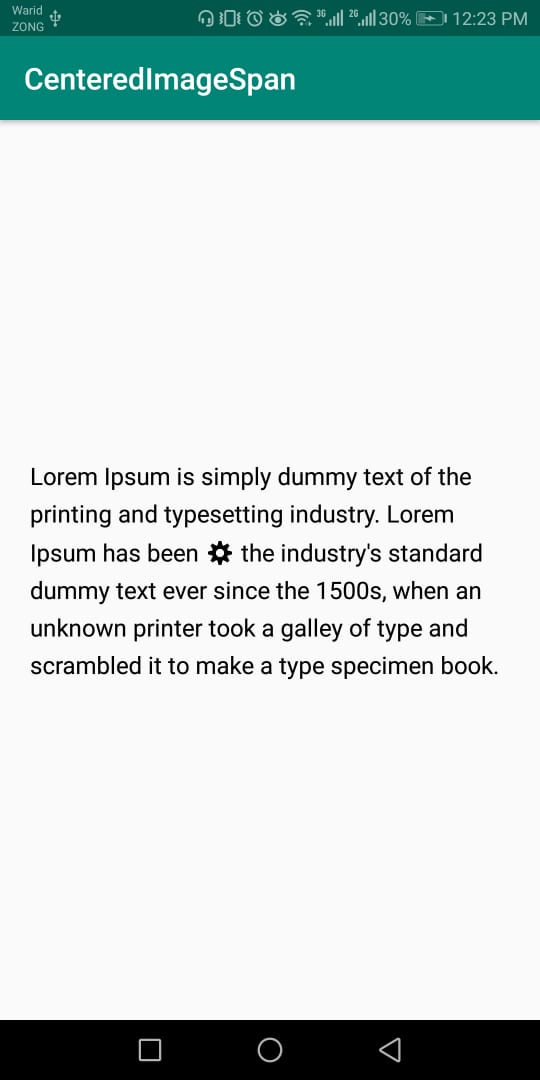 Warid
ZONG
3G 2G 30% 12:23 PM
CenteredImageSpan
Lorem Ipsum is simply dummy text of the
printing and typesetting industry. Lorem
Ipsum has been the industry's standard
dummy text ever since the 1500s, when an
unknown printer took a galley of type and
scrambled it to make a type specimen book.